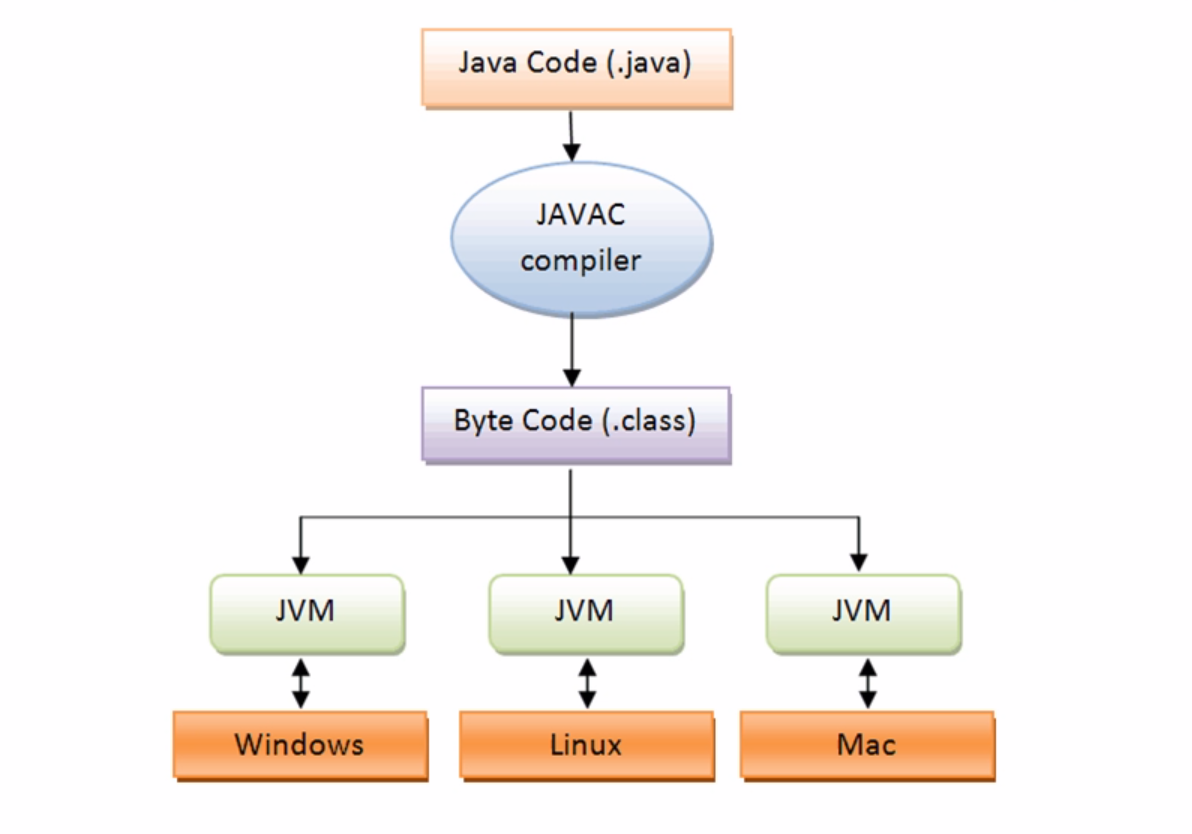 Java Code (.java)
JAVAC
compiler
Byte Code (.class)
JVM
JVM
JVM
Windows
Linux
Mac